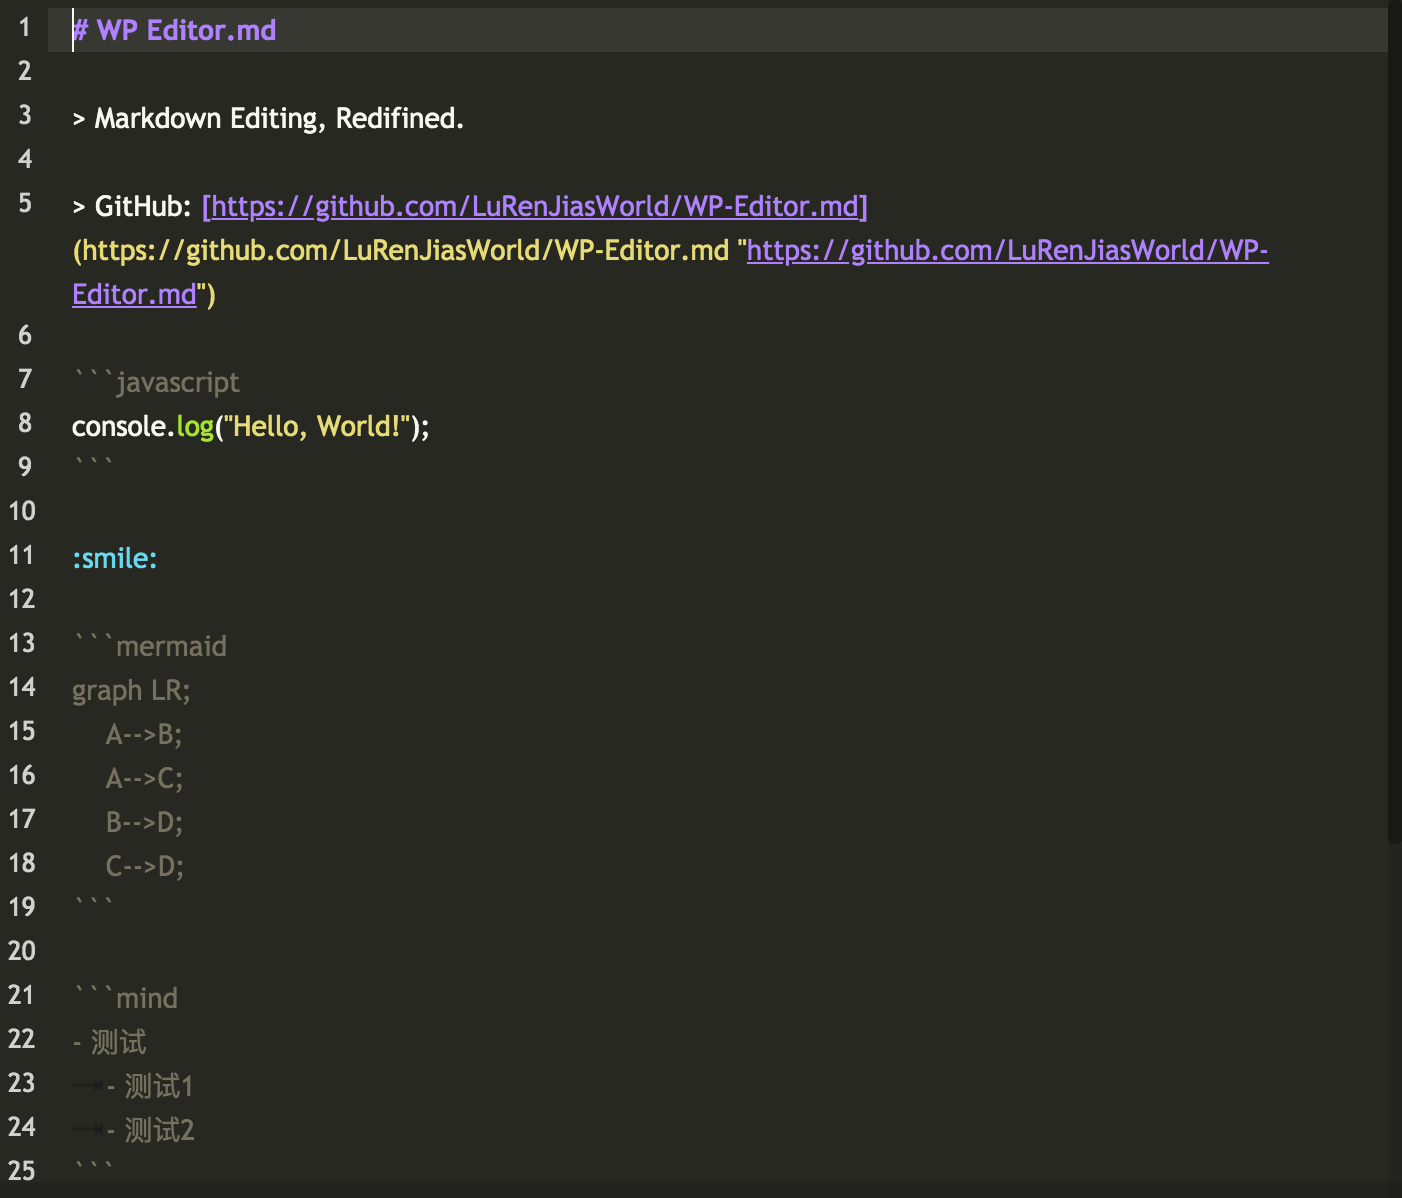 1 # WP Editor.md
2
3 > Markdown Editing, Redifined.
4
5 > GitHub: [https://github.com/LuRenJiasWorld/WP-Editor.md]
(https://github.com/LuRenJiasWorld/WP-Editor.md "https://github.com/LuRenJiasWorld/WP-
Editor.md")
6
7 ```javascript
8 console.log("Hello, World!");
9 ```
10
11 :smile:
12
13 ```mermaid
14 graph LR;
15     A-->B;
16     A-->C;
17     B-->D;
18     C-->D;
19 ```
20
21 ```mind
22 - 测试
23     - 测试1
24     - 测试2
25 ```